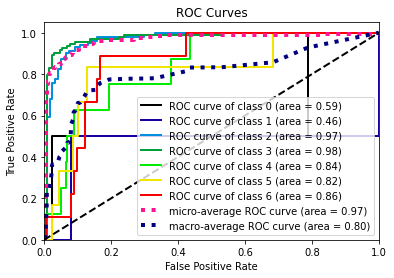 ROC Curves
True Positive Rate
1.0
0.8
0.6
0.4
0.2
0.0
ROC curve of class 0 (area = 0.59)
ROC curve of class 1 (area = 0.46)
ROC curve of class 2 (area = 0.97)
ROC curve of class 3 (area = 0.98)
ROC curve of class 4 (area = 0.84)
ROC curve of class 5 (area = 0.82)
ROC curve of class 6 (area = 0.86)
micro-average ROC curve (area = 0.97)
macro-average ROC curve (area = 0.80)
0.0 0.2 0.4 0.6 0.8 1.0
False Positive Rate